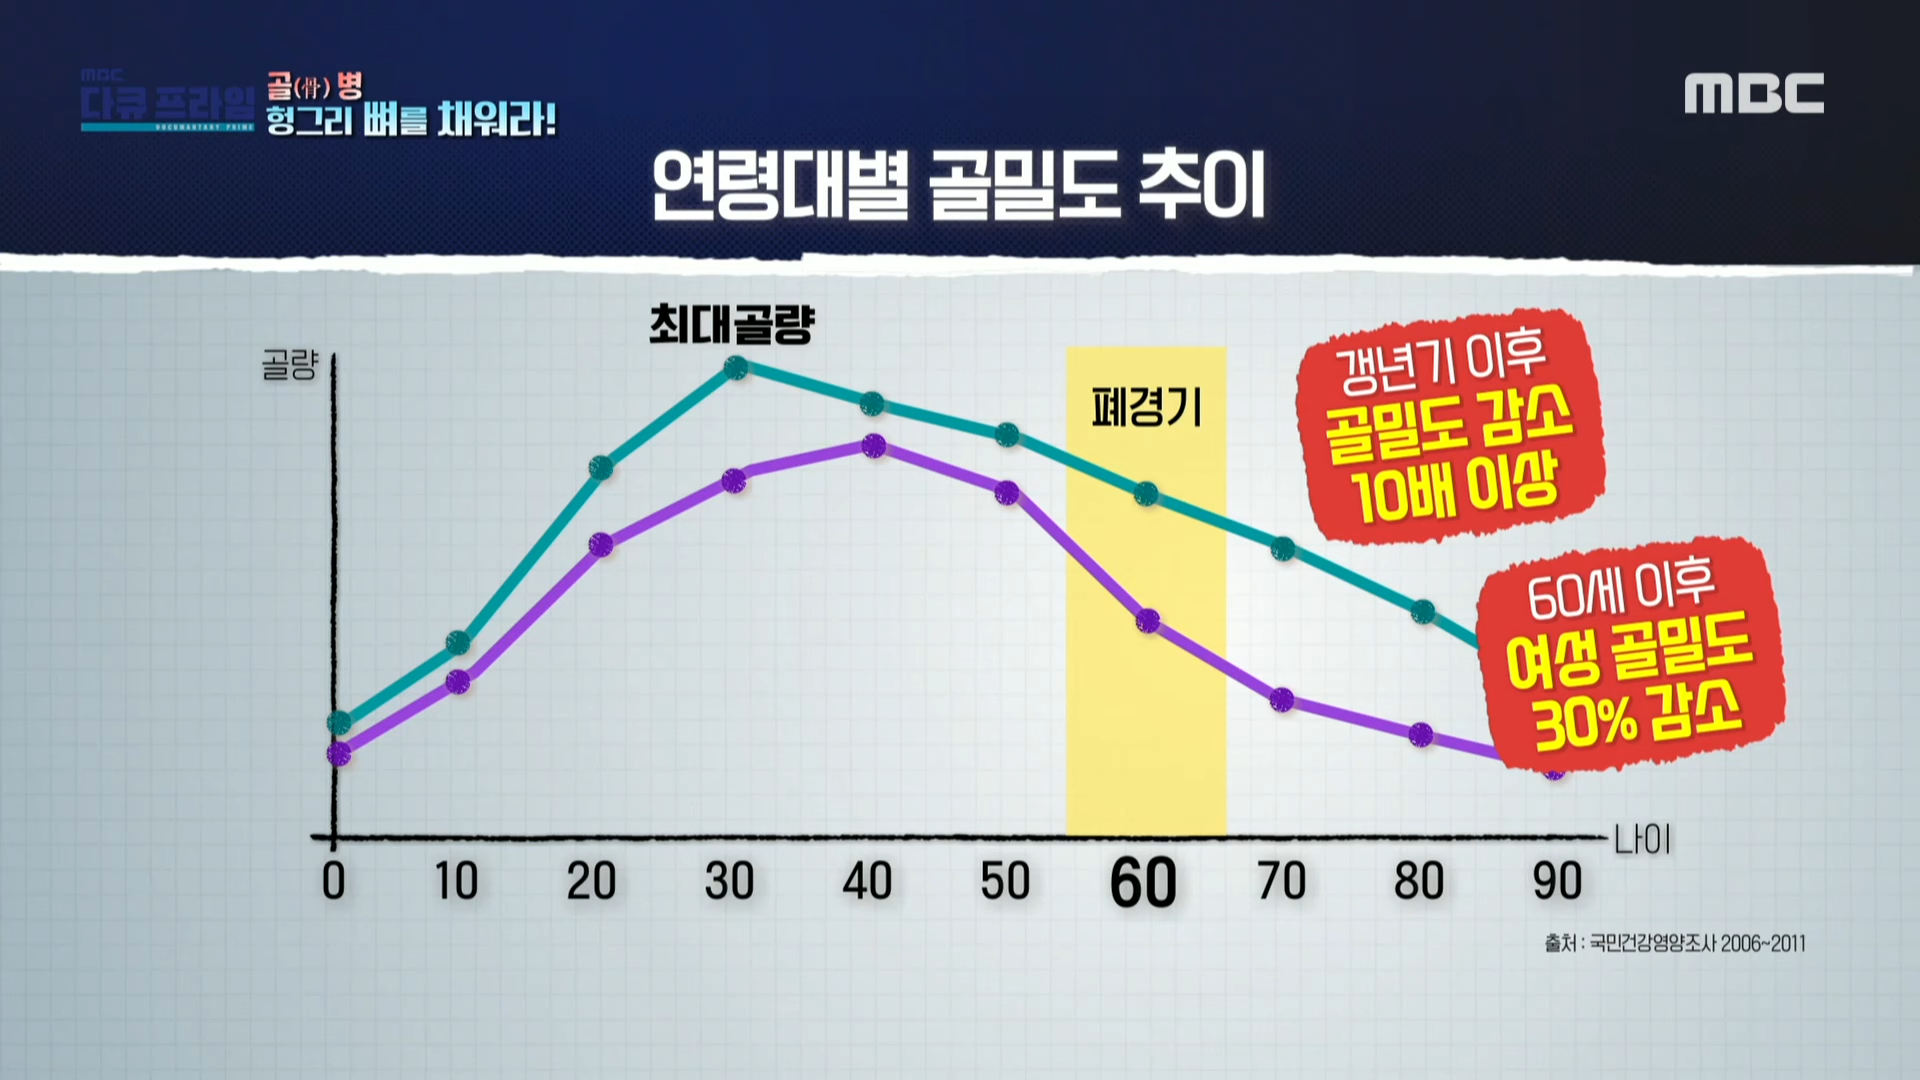 MBC
다큐 프라임
DOCUMENTARY PRIME
골(骨) 병
헝그리 뼈를 채워라!
MBC
연령대별 골밀도 추이
최대골량
골량
폐경기
갱년기 이후
골밀도 감소
10배 이상
60세 이후
여성 골밀도
30% 감소
나이
0 10 20 30 40 50 60 70 80 90
출처 : 국민건강영양조사 2006~2011